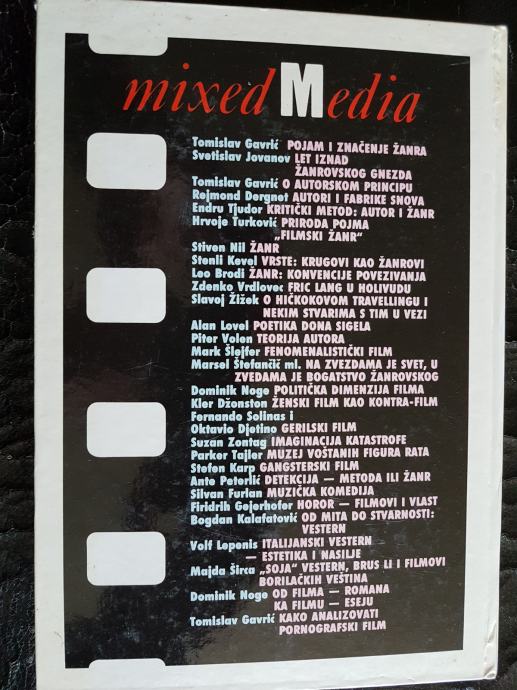 mixed Media
Tomislav Gavrić POJAM I ZNAČENJE ŽANRA
Svetislav Jovanov LET IZNAD
ŽANROVSKOG GNEZDA
Tomislav Gavrić O AUTORSKOM PRINCIPU
Rejmond Dergnet AUTORI I FABRIKE SNOVA
Endru Tjudor KRITIČKI METOD: AUTOR I ŽANR
Hrvoje Turković PRIRODA POJMA
„FILMSKI ŽANR“
Stiven Nil ŽANR
Stenli Kevel VRSTE: KRUGOVI KAO ŽANROVI
Leo Brodi ŽANR: KONVENCIJE POVEZIVANJA
Zdenko Vrdlovec FRIC LANG U HOLIVUDU
Slavoj Žižek O HIČKOKOVOM TRAVELLINGU I
NEKIM STVARIMA S TIM U VEZI
Alan Lovel POETIKA DONA SIGELA
Piter Volen TEORIJA AUTORA
Mark Šlejfer FENOMENALISTIČKI FILM
Marsel Štefančič ml. NA ZVEZDAMA JE SVET, U
ZVEDAMA JE BOGATSTVO ŽANROVSKOG
Dominik Noge POLITIČKA DIMENZIJA FILMA
Kler Džonston ŽENSKI FILM KAO KONTRA-FILM
Fernando Solinas i
Oktavio Djetino GERILSKI FILM
Suzan Zontag IMAGINACIJA KATASTROFE
Parker Tajler MUZEJ VOŠTANIH FIGURA RATA
Stefen Karp GANGSTERSKI FILM
Ante Peterlić DETEKCIJA — METODA ILI ŽANR
Silvan Furlan MUZIČKA KOMEDIJA
Firidrih Gejerhofer HOROR — FILMOVI I VLAST
Bogdan Kalafatović OD MITA DO STVARNOSTI:
VESTERN
Volf Lepenis ITALIJANSKI VESTERN
— ESTETIKA I NASILJE
Majda Širca „SOJA“ VESTERN, BRUS LI I FILMOVI
BORILAČKIH VEŠTINA
Dominik Noge OD FILMA — ROMANA
KA FILMU — ESEJU
Tomislav Gavrić KAKO ANALIZOVATI
PORNOGRAFSKI FILM